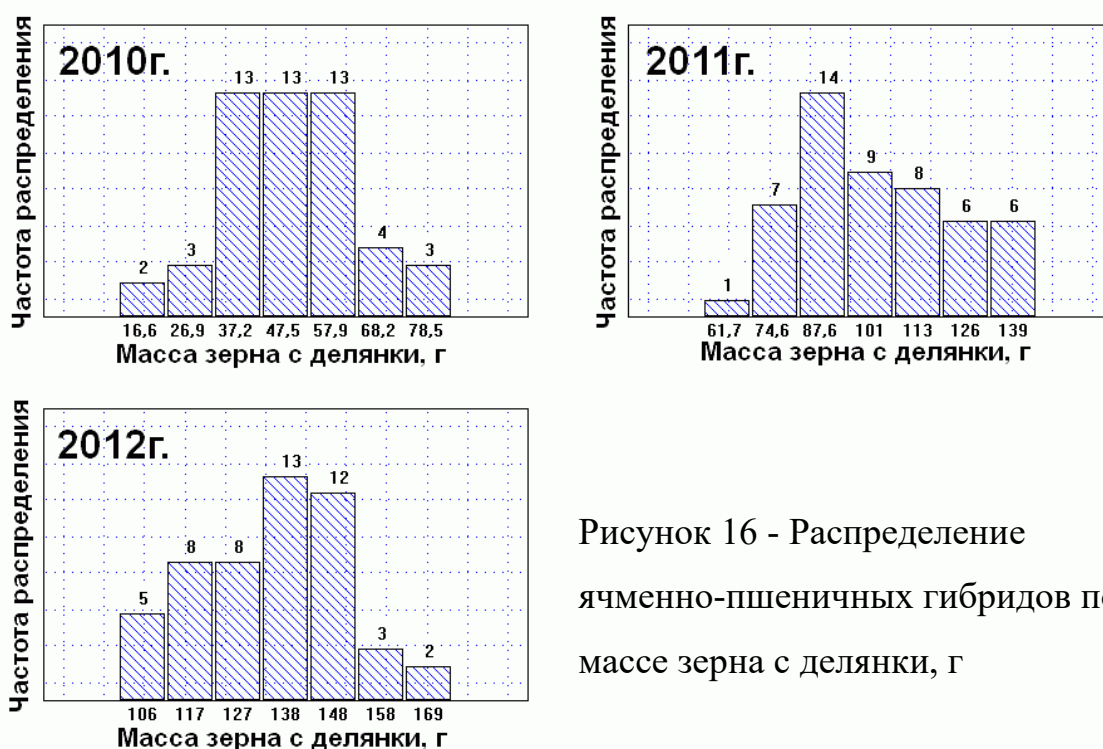 2010г.
Частота распределения
2 3 13 13 13 4 3
16,6 26,9 37,2 47,5 57,9 68,2 78,5
Масса зерна с делянки, г
2011г.
Частота распределения
1 7 14 9 8 6 6
61,7 74,6 87,6 101 113 126 139
Масса зерна с делянки, г
2012г.
Частота распределения
5 8 8 13 12 3 2
106 117 127 138 148 158 169
Масса зерна с делянки, г
Рисунок 16 - Распределение
ячменно-пшеничных гибридов
массе зерна с делянки, г